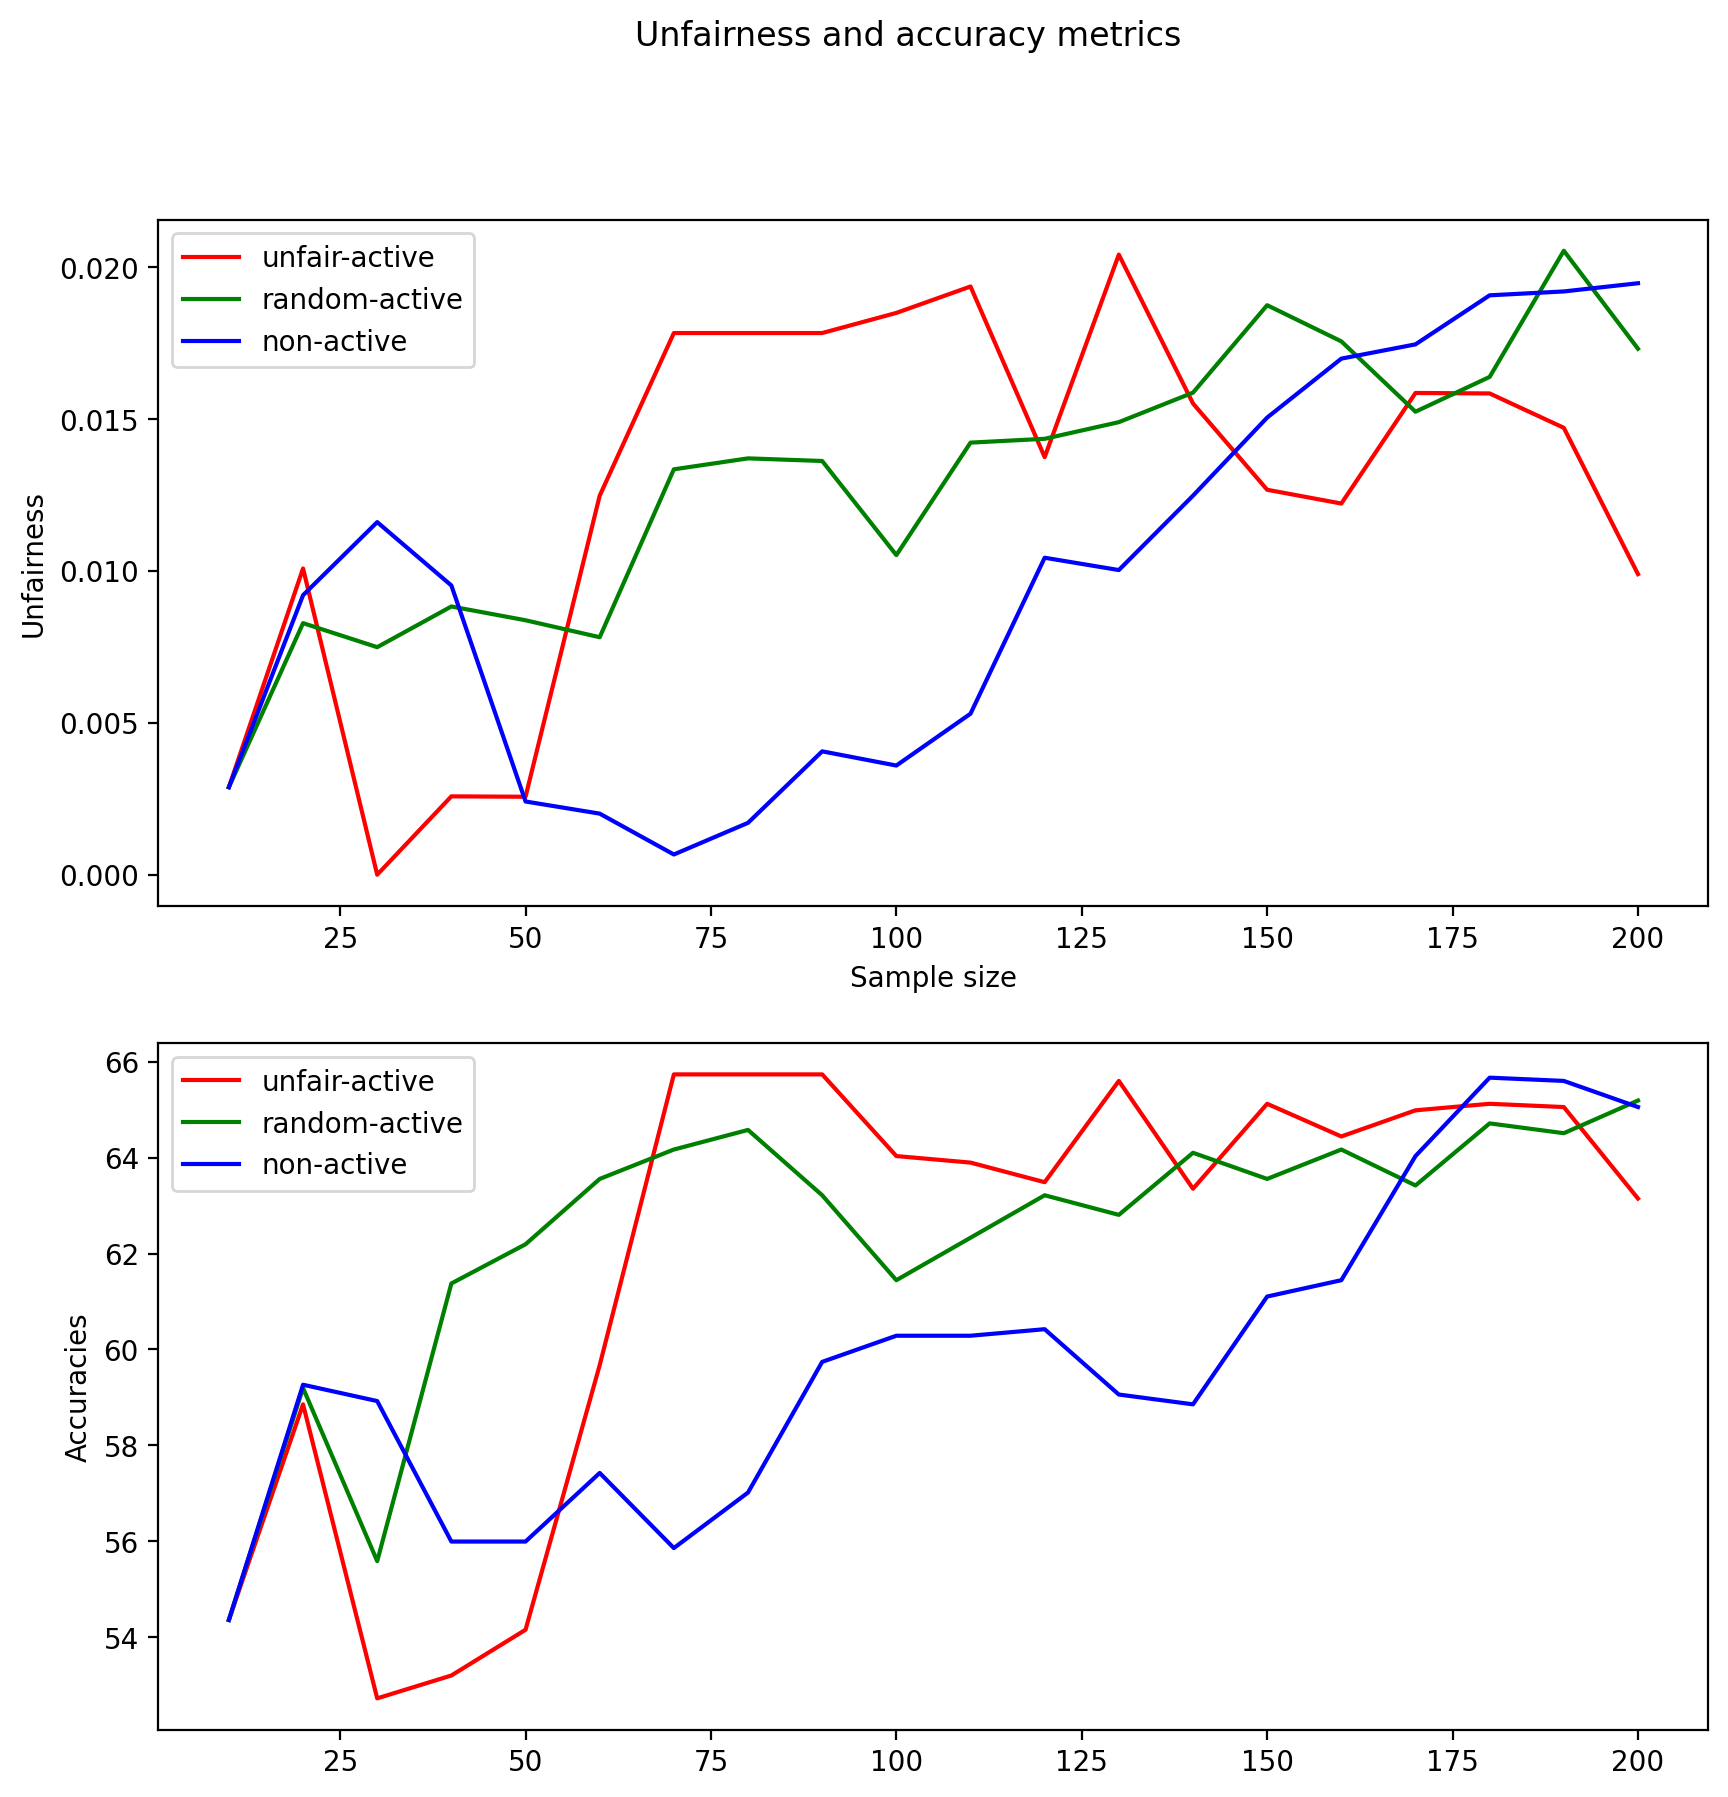 Unfairness and accuracy metrics
unfair-active
random-active
non-active
Unfairness
0.020
0.015
0.010
0.005
0.000
25 50 75 100 125 150 175 200
Sample size
unfair-active
random-active
non-active
Accuracies
66
64
62
60
58
56
54
25 50 75 100 125 150 175 200